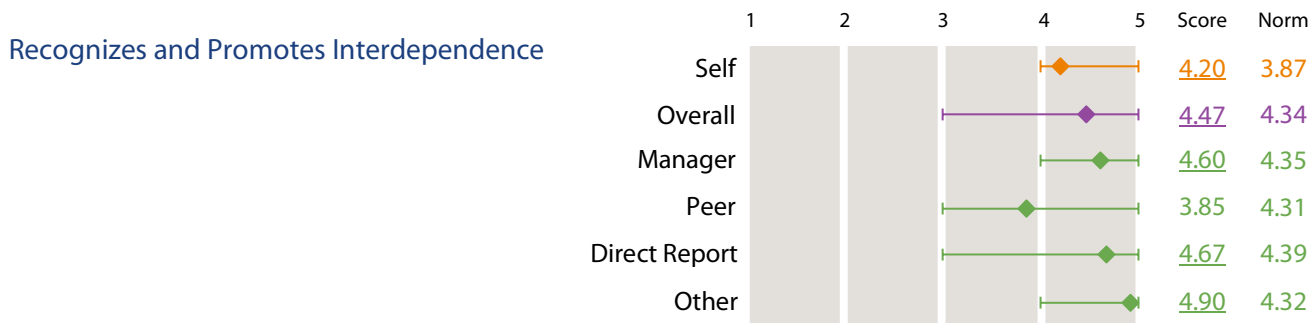 1 2 3 4 5 Score Norm
Recognizes and Promotes Interdependence
Self 4.20 3.87
Overall 4.47 4.34
Manager 4.60 4.35
Peer 3.85 4.31
Direct Report 4.67 4.39
Other 4.90 4.32